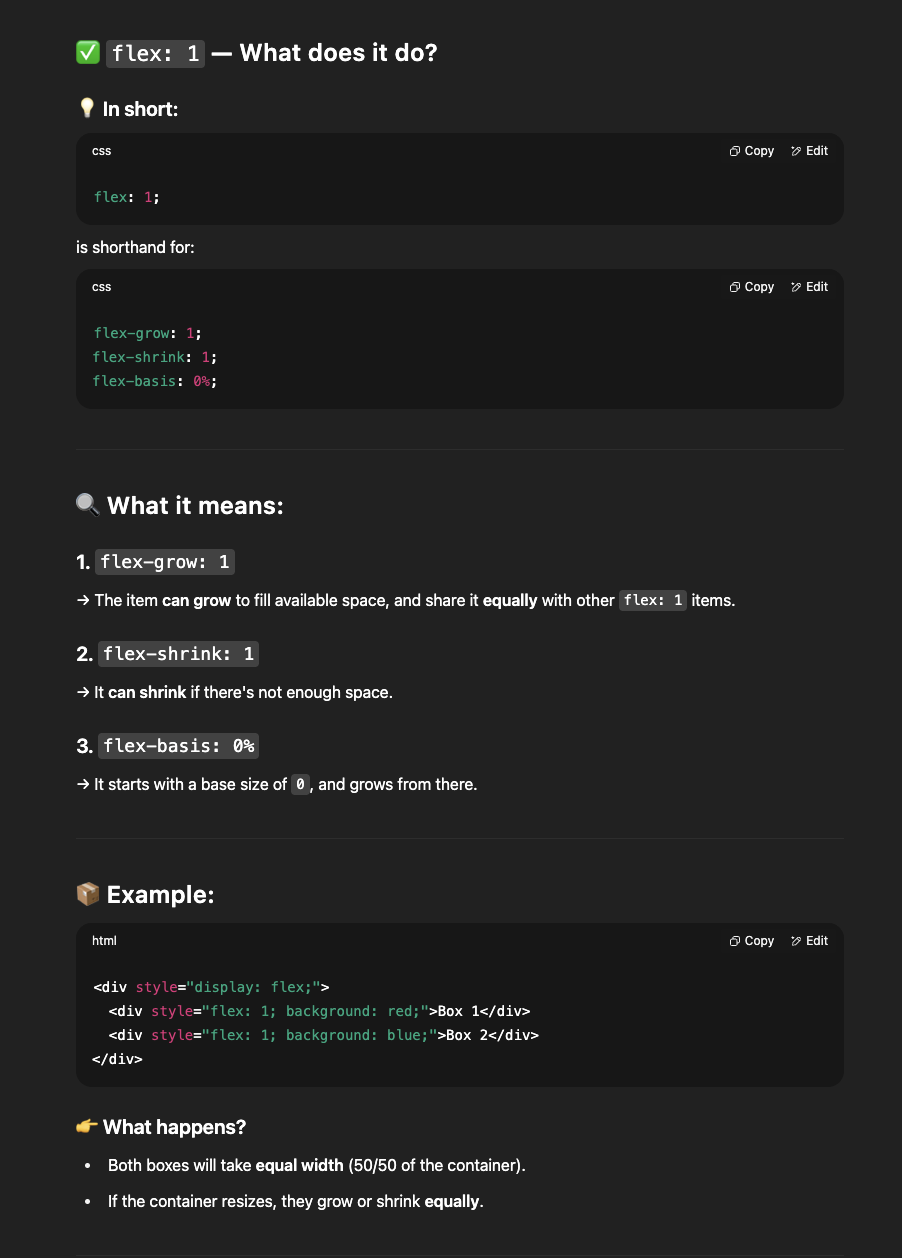 ✅ flex: 1 — What does it do?
💡 In short:
css Copy Edit
flex: 1;
is shorthand for:
css Copy Edit
flex-grow: 1;
flex-shrink: 1;
flex-basis: 0%;
🔍 What it means:
1. flex-grow: 1
→ The item can grow to fill available space, and share it equally with other flex: 1 items.
2. flex-shrink: 1
→ It can shrink if there's not enough space.
3. flex-basis: 0%
→ It starts with a base size of 0, and grows from there.
📦 Example:
html Copy Edit
<div style="display: flex;">
  <div style="flex: 1; background: red;">Box 1</div>
  <div style="flex: 1; background: blue;">Box 2</div>
</div>
👉 What happens?
• Both boxes will take equal width (50/50 of the container).
• If the container resizes, they grow or shrink equally.